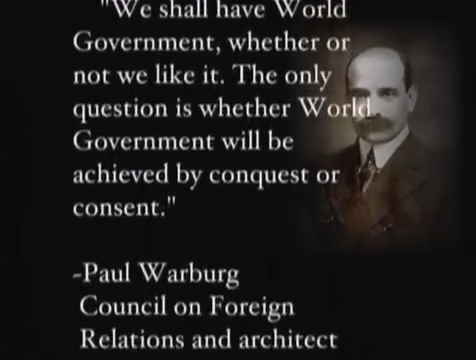 "We shall have World
Government, whether or
not we like it. The only
question is whether World
Government will be
achieved by conquest or
consent."
-Paul Warburg
Council on Foreign
Relations and architect